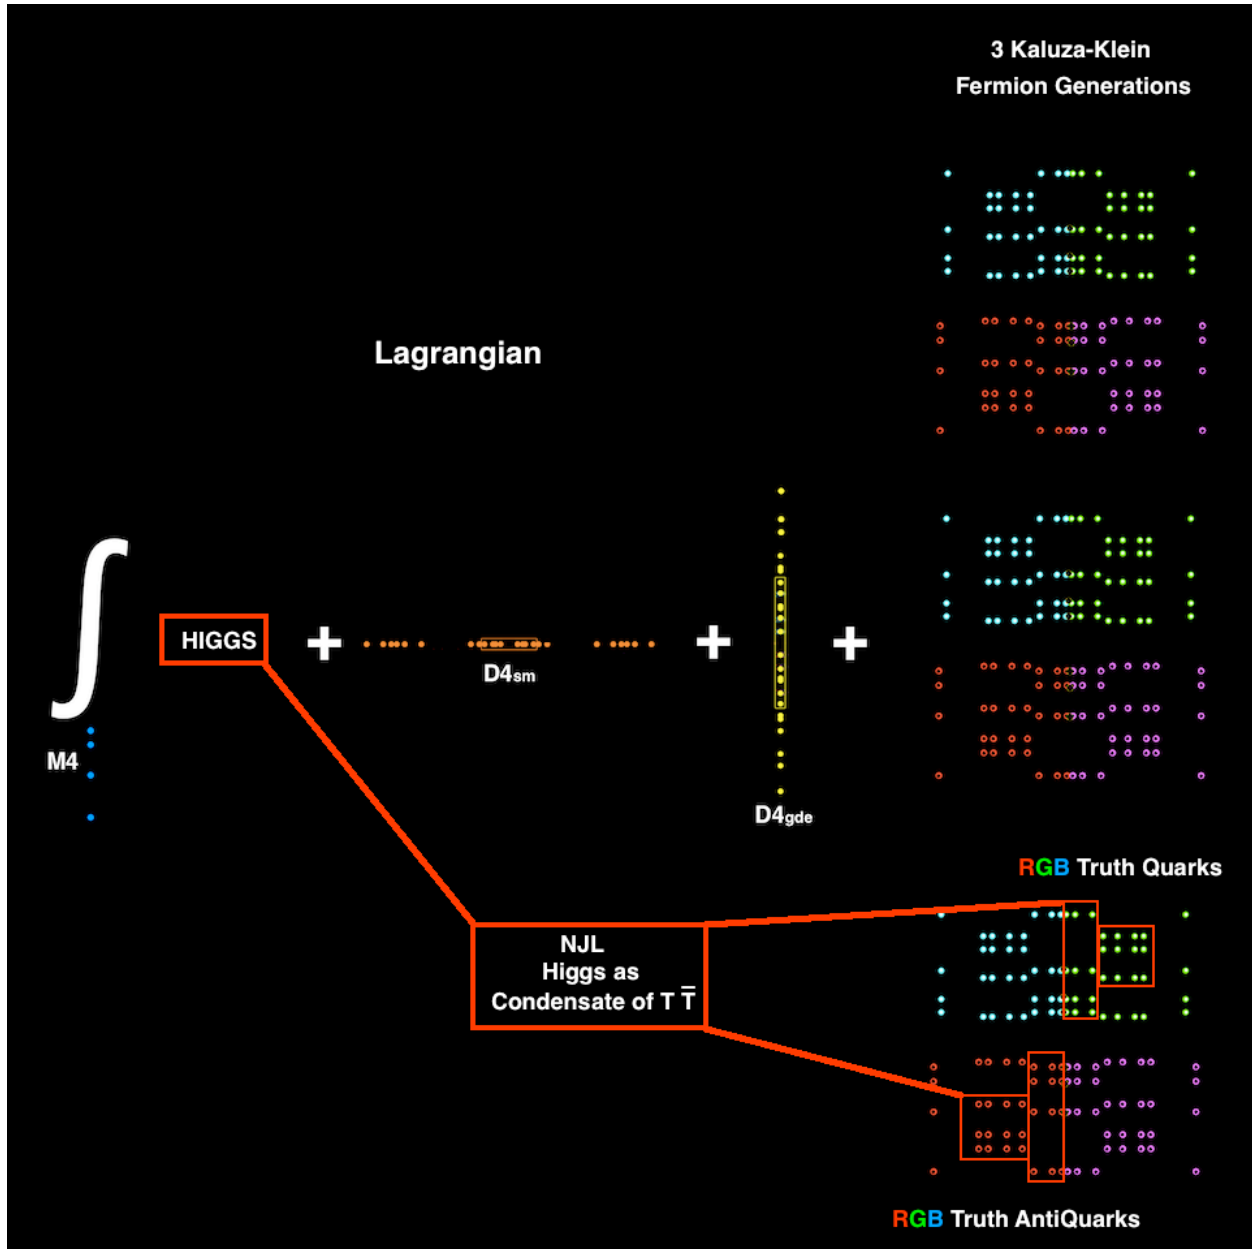 3 Kaluza-Klein
Fermion Generations
Lagrangian
HIGGS
+ + +
D4sm
∫
M4
D4gde
RGB Truth Quarks
NJL
Higgs as
Condensate of T T̅
RGB Truth AntiQuarks